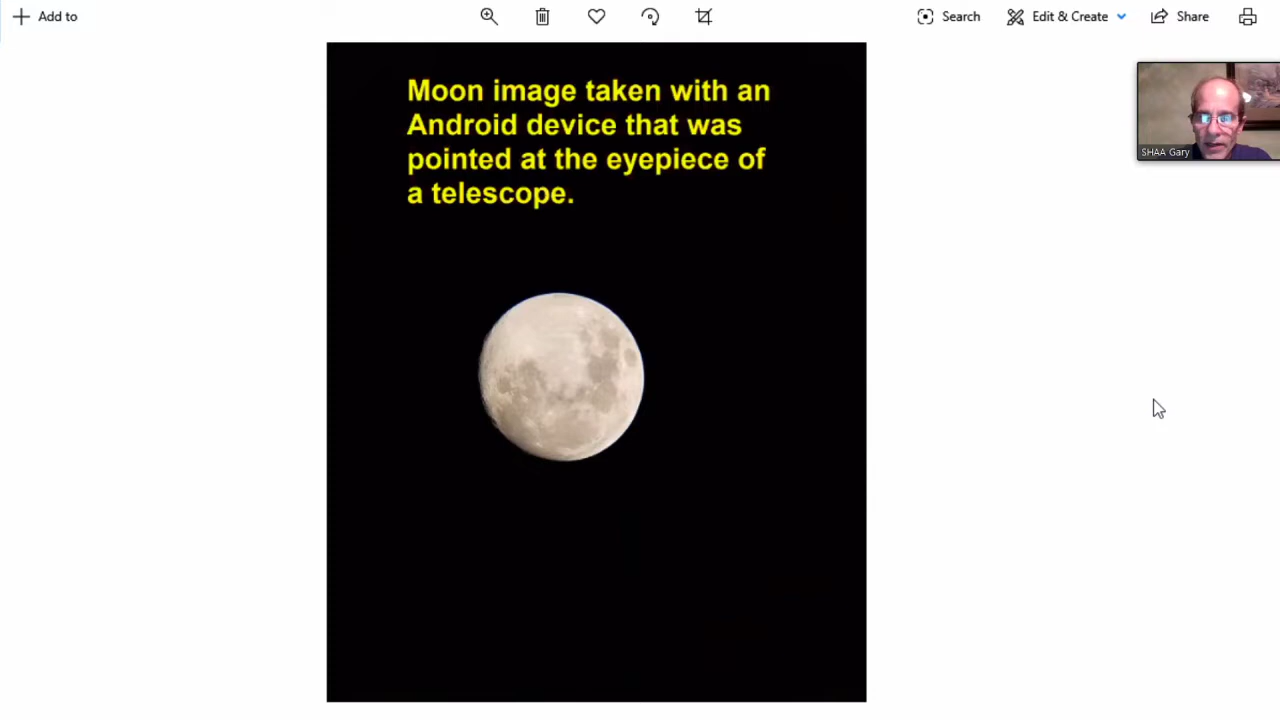 Add to
Search
Edit & Create
Share
Moon image taken with an
Android device that was
pointed at the eyepiece of
a telescope.
SHAA Gary